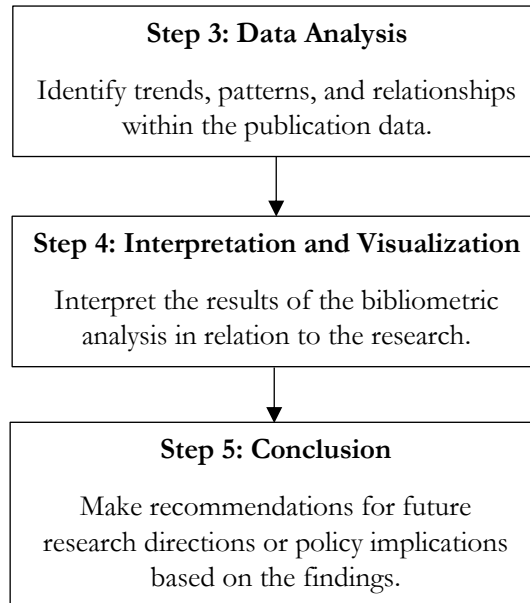 Step 3: Data Analysis
Identify trends, patterns, and relationships
within the publication data.
Step 4: Interpretation and Visualization
Interpret the results of the bibliometric
analysis in relation to the research.
Step 5: Conclusion
Make recommendations for future
research directions or policy implications
based on the findings.